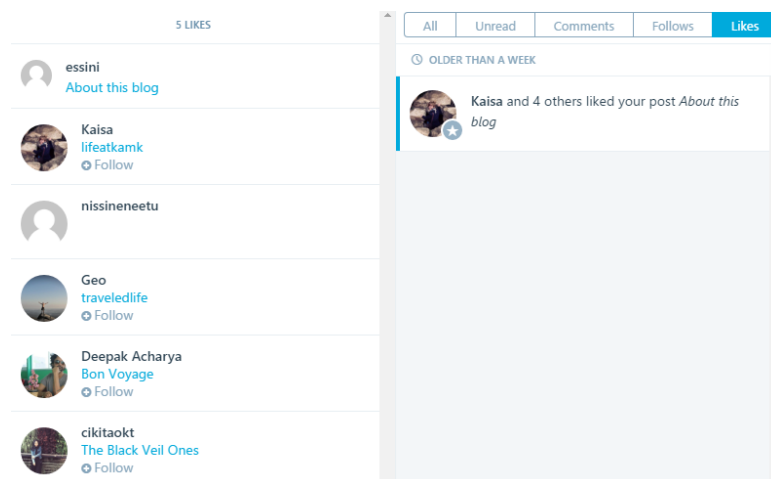 5 LIKES
essini
About this blog
Kaisa
lifeatkamk
Follow
nissineneetu
Geo
traveledlife
Follow
Deepak Acharya
Bon Voyage
Follow
cikitaokt
The Black Veil Ones
Follow
All Unread Comments Follows Likes
OLDER THAN A WEEK
Kaisa and 4 others liked your post About this
blog